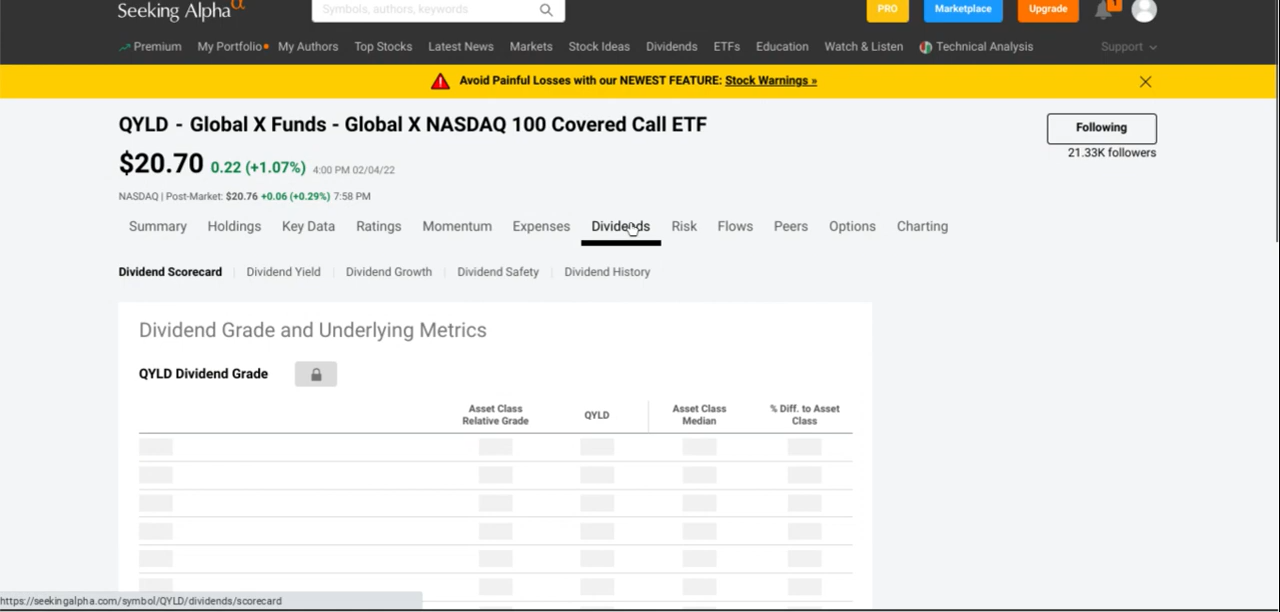 Seeking Alpha α
Symbols, authors, keywords
PRO Marketplace Upgrade 1
Premium My Portfolio My Authors Top Stocks Latest News Markets Stock Ideas Dividends ETFs Education Watch & Listen Technical Analysis Support
Avoid Painful Losses with our NEWEST FEATURE: Stock Warnings »
QYLD - Global X Funds - Global X NASDAQ 100 Covered Call ETF
Following
$20.70 0.22 (+1.07%) 4:00 PM 02/04/22
21.33K followers
NASDAQ | Post-Market: $20.76 +0.06 (+0.29%) 7:58 PM
Summary Holdings Key Data Ratings Momentum Expenses Dividends Risk Flows Peers Options Charting
Dividend Scorecard Dividend Yield Dividend Growth Dividend Safety Dividend History
Dividend Grade and Underlying Metrics
QYLD Dividend Grade
Asset Class
Relative Grade
QYLD
Asset Class
Median
% Diff. to Asset
Class
https://seekingalpha.com/symbol/QYLD/dividends/scorecard